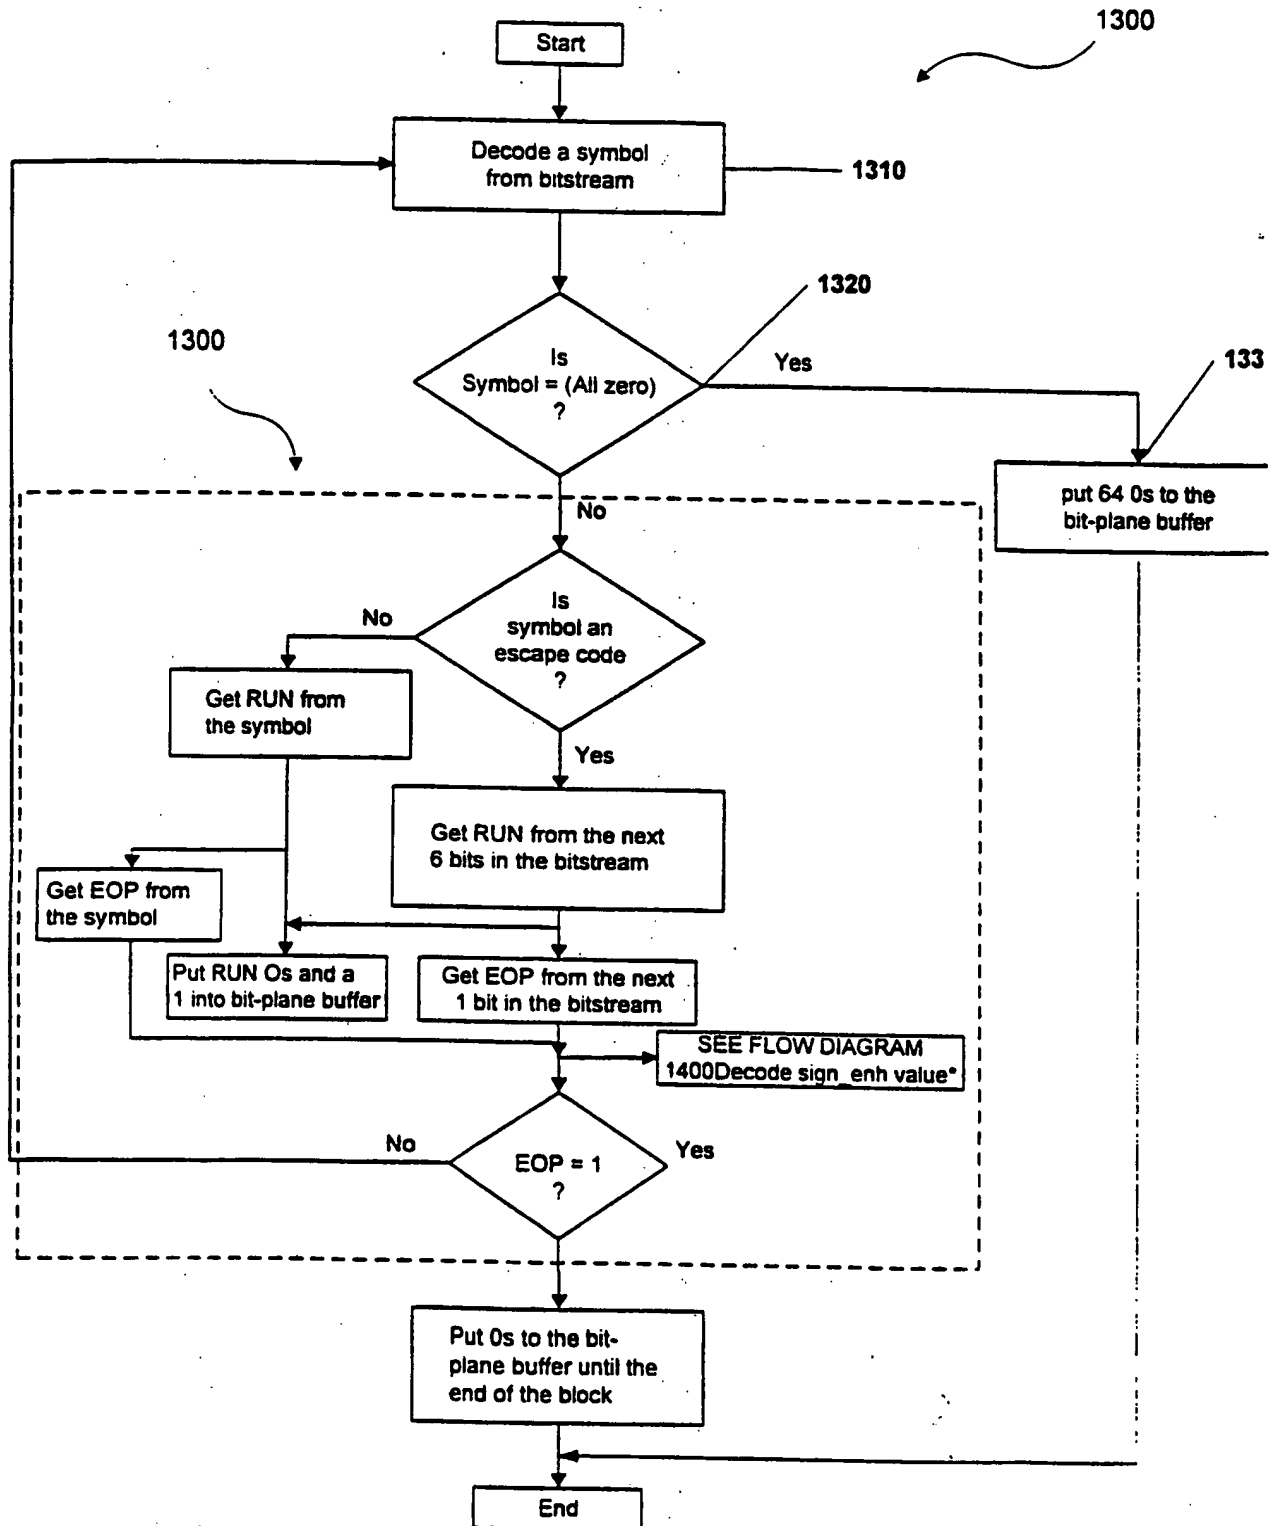 1300
Start
Decode a symbol
from bitstream
1310
1320
Is
Symbol = (All zero)
?
Yes
133
1300
put 64 0s to the
bit-plane buffer
No
Is
symbol an
escape code
?
No
Get RUN from
the symbol
Yes
Get RUN from the next
6 bits in the bitstream
Get EOP from
the symbol
Put RUN Os and a
1 into bit-plane buffer
Get EOP from the next
1 bit in the bitstream
SEE FLOW DIAGRAM
1400Decode sign_enh value*
No
EOP = 1
?
Yes
Put 0s to the bit-
plane buffer until the
end of the block
End